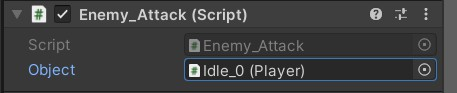 Enemy_Attack (Script)
Script Enemy_Attack
Object Idle_0 (Player)